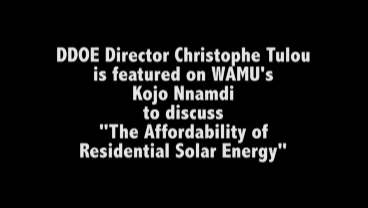 DDOE Director Christophe Tulou
is featured on WAMU's
Kojo Nnamdi
to discuss
"The Affordability of
Residential Solar Energy"